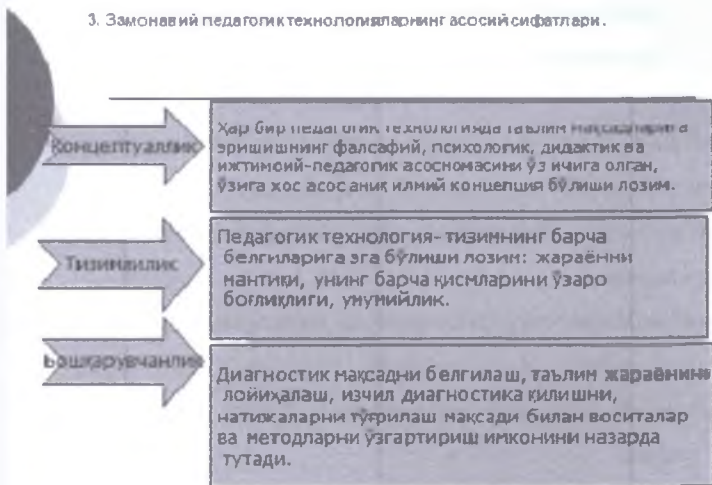 3. Замонавий педагогик технологияларнинг асосий сифатлари.
Концептуаллик
Ҳар бир педагогик технологияда таълим мақсадларига
эришишнинг фалсафий, психологик, дидактик ва
ижтимоий-педагогик асосномасини ўз ичига олган,
ўзига хос асос аниқ илмий концепция бўлиши лозим.
Тизимлилик
Педагогик технология- тизимнинг барча
белгиларига эга бўлиши лозим: жараённи
мантиқи, унинг барча қисмларини ўзаро
боғлиқлиги, умумийлик.
Бошқарувчанлик
Диагностик мақсадни белгилаш, таълим жараёнини
лойиҳалаш, изчил диагностика қилишни,
натижаларни тўғрилаш мақсади билан воситалар
ва методларни ўзгартириш имконини назарда
тутади.